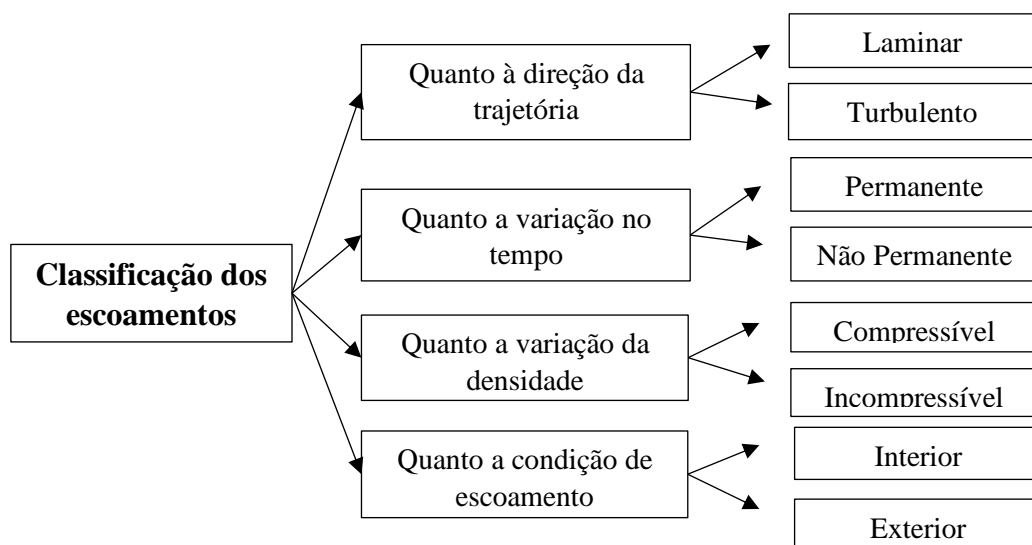 Classificação dos
escoamentos
Quanto à direção da
trajetória
Laminar
Turbulento
Quanto a variação no
tempo
Permanente
Não Permanente
Quanto a variação da
densidade
Compressível
Incompressível
Quanto a condição de
escoamento
Interior
Exterior